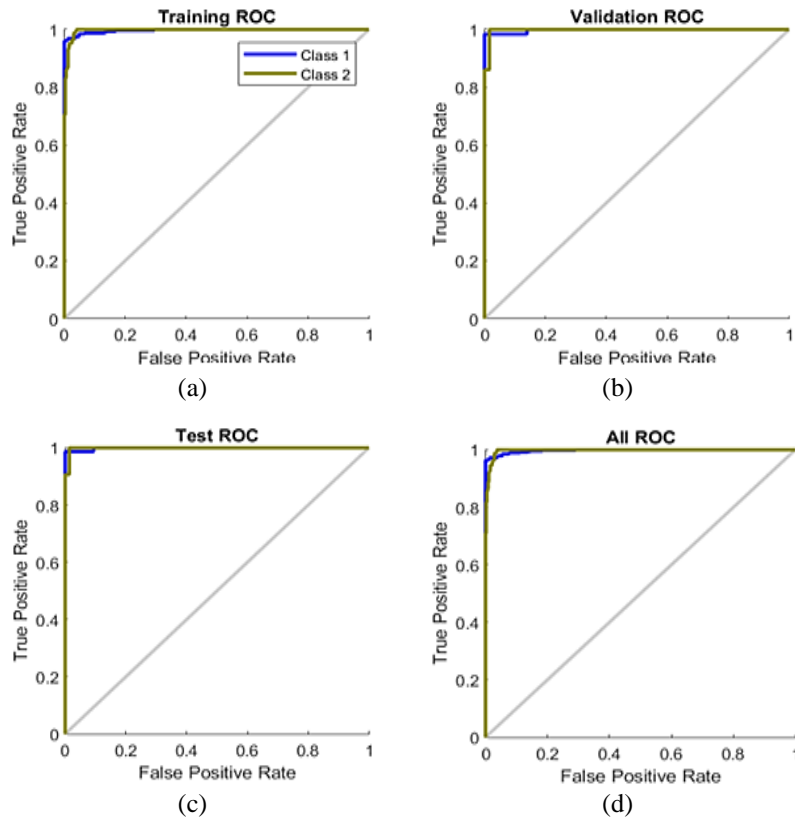 Training ROC
1
0.8
0.6
0.4
0.2
0
True Positive Rate
Class 1
Class 2
0 0.2 0.4 0.6 0.8 1
False Positive Rate
(a)
Validation ROC
1
0.8
0.6
0.4
0.2
0
True Positive Rate
0 0.2 0.4 0.6 0.8 1
False Positive Rate
(b)
Test ROC
1
0.8
0.6
0.4
0.2
0
True Positive Rate
0 0.2 0.4 0.6 0.8 1
False Positive Rate
(c)
All ROC
1
0.8
0.6
0.4
0.2
0
True Positive Rate
0 0.2 0.4 0.6 0.8 1
False Positive Rate
(d)